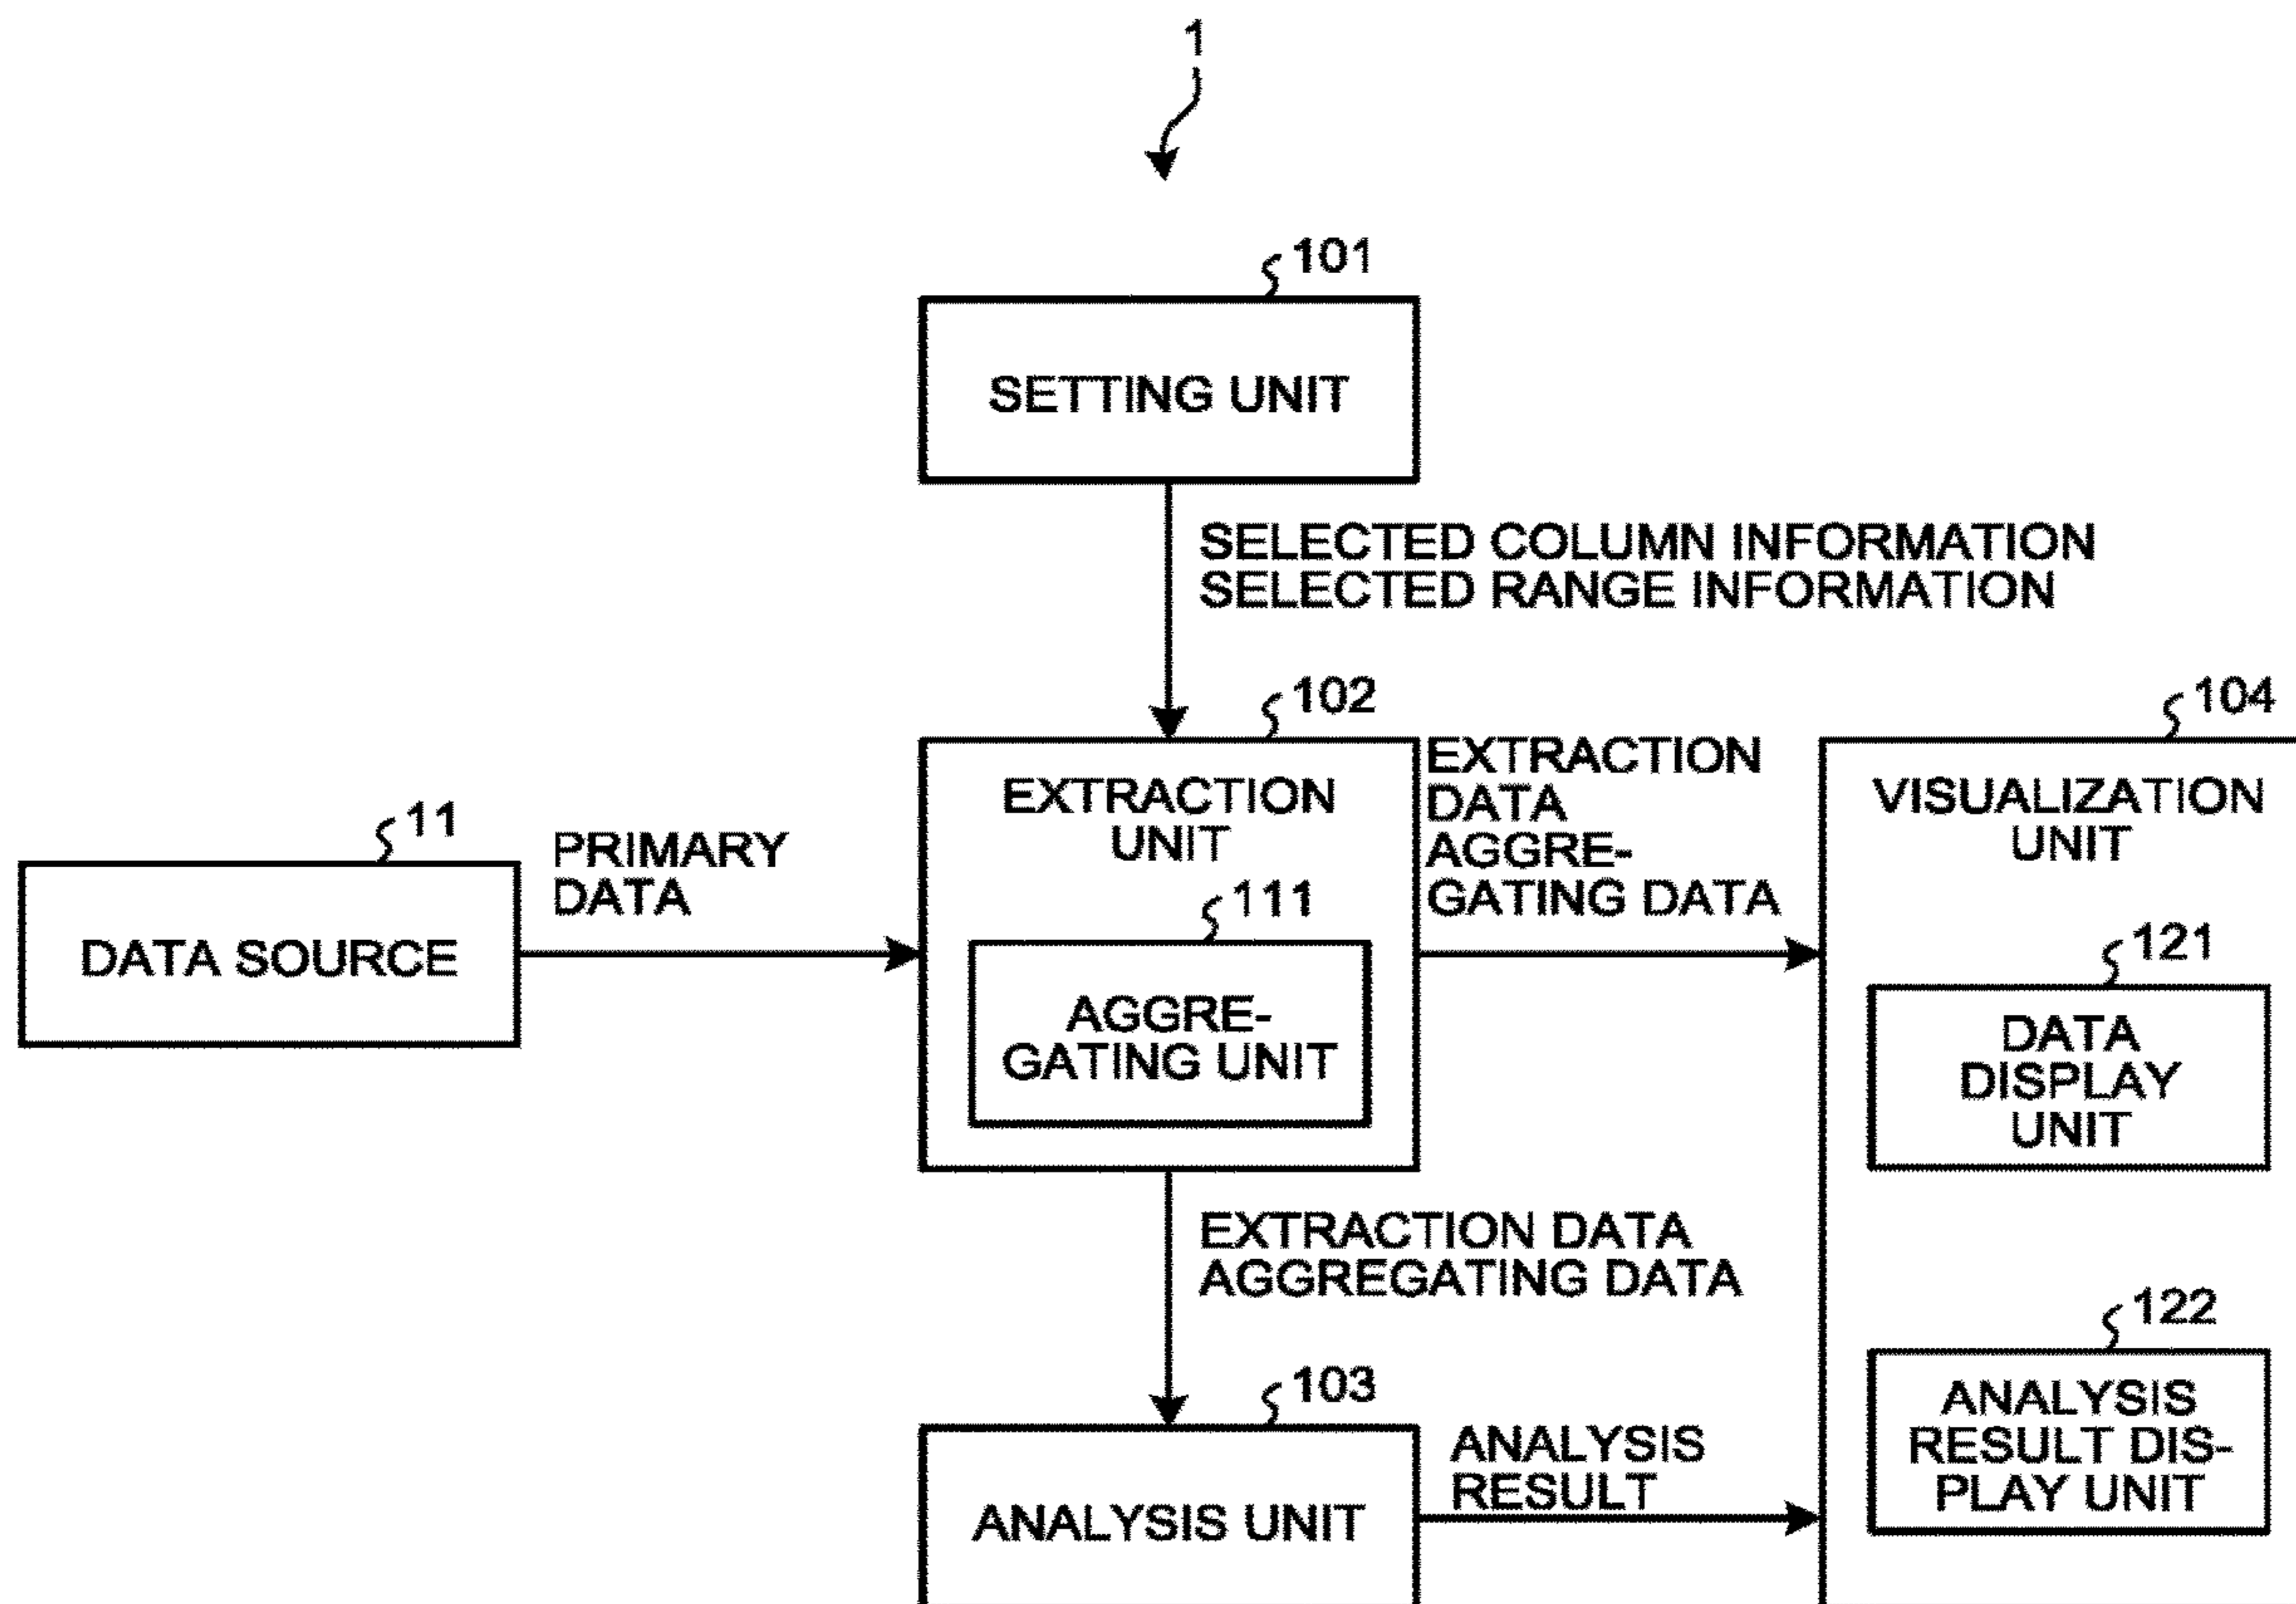 1
101
SETTING UNIT
SELECTED COLUMN INFORMATION
SELECTED RANGE INFORMATION
11
DATA SOURCE
PRIMARY
DATA
102
EXTRACTION
UNIT
111
AGGRE-
GATING UNIT
EXTRACTION
DATA
AGGRE-
GATING DATA
104
VISUALIZATION
UNIT
121
DATA
DISPLAY
UNIT
EXTRACTION DATA
AGGREGATING DATA
103
ANALYSIS UNIT
ANALYSIS
RESULT
122
ANALYSIS
RESULT DIS-
PLAY UNIT